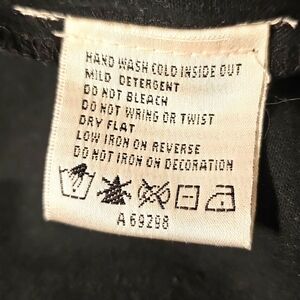 HAND WASH COLD INSIDE OUT
MILD DETERGENT
DO NOT BLEACH
DO NOT WRING OR TWIST
DRY FLAT
LOW IRON ON REVERSE
DO NOT IRON ON DECORATION
A 69298